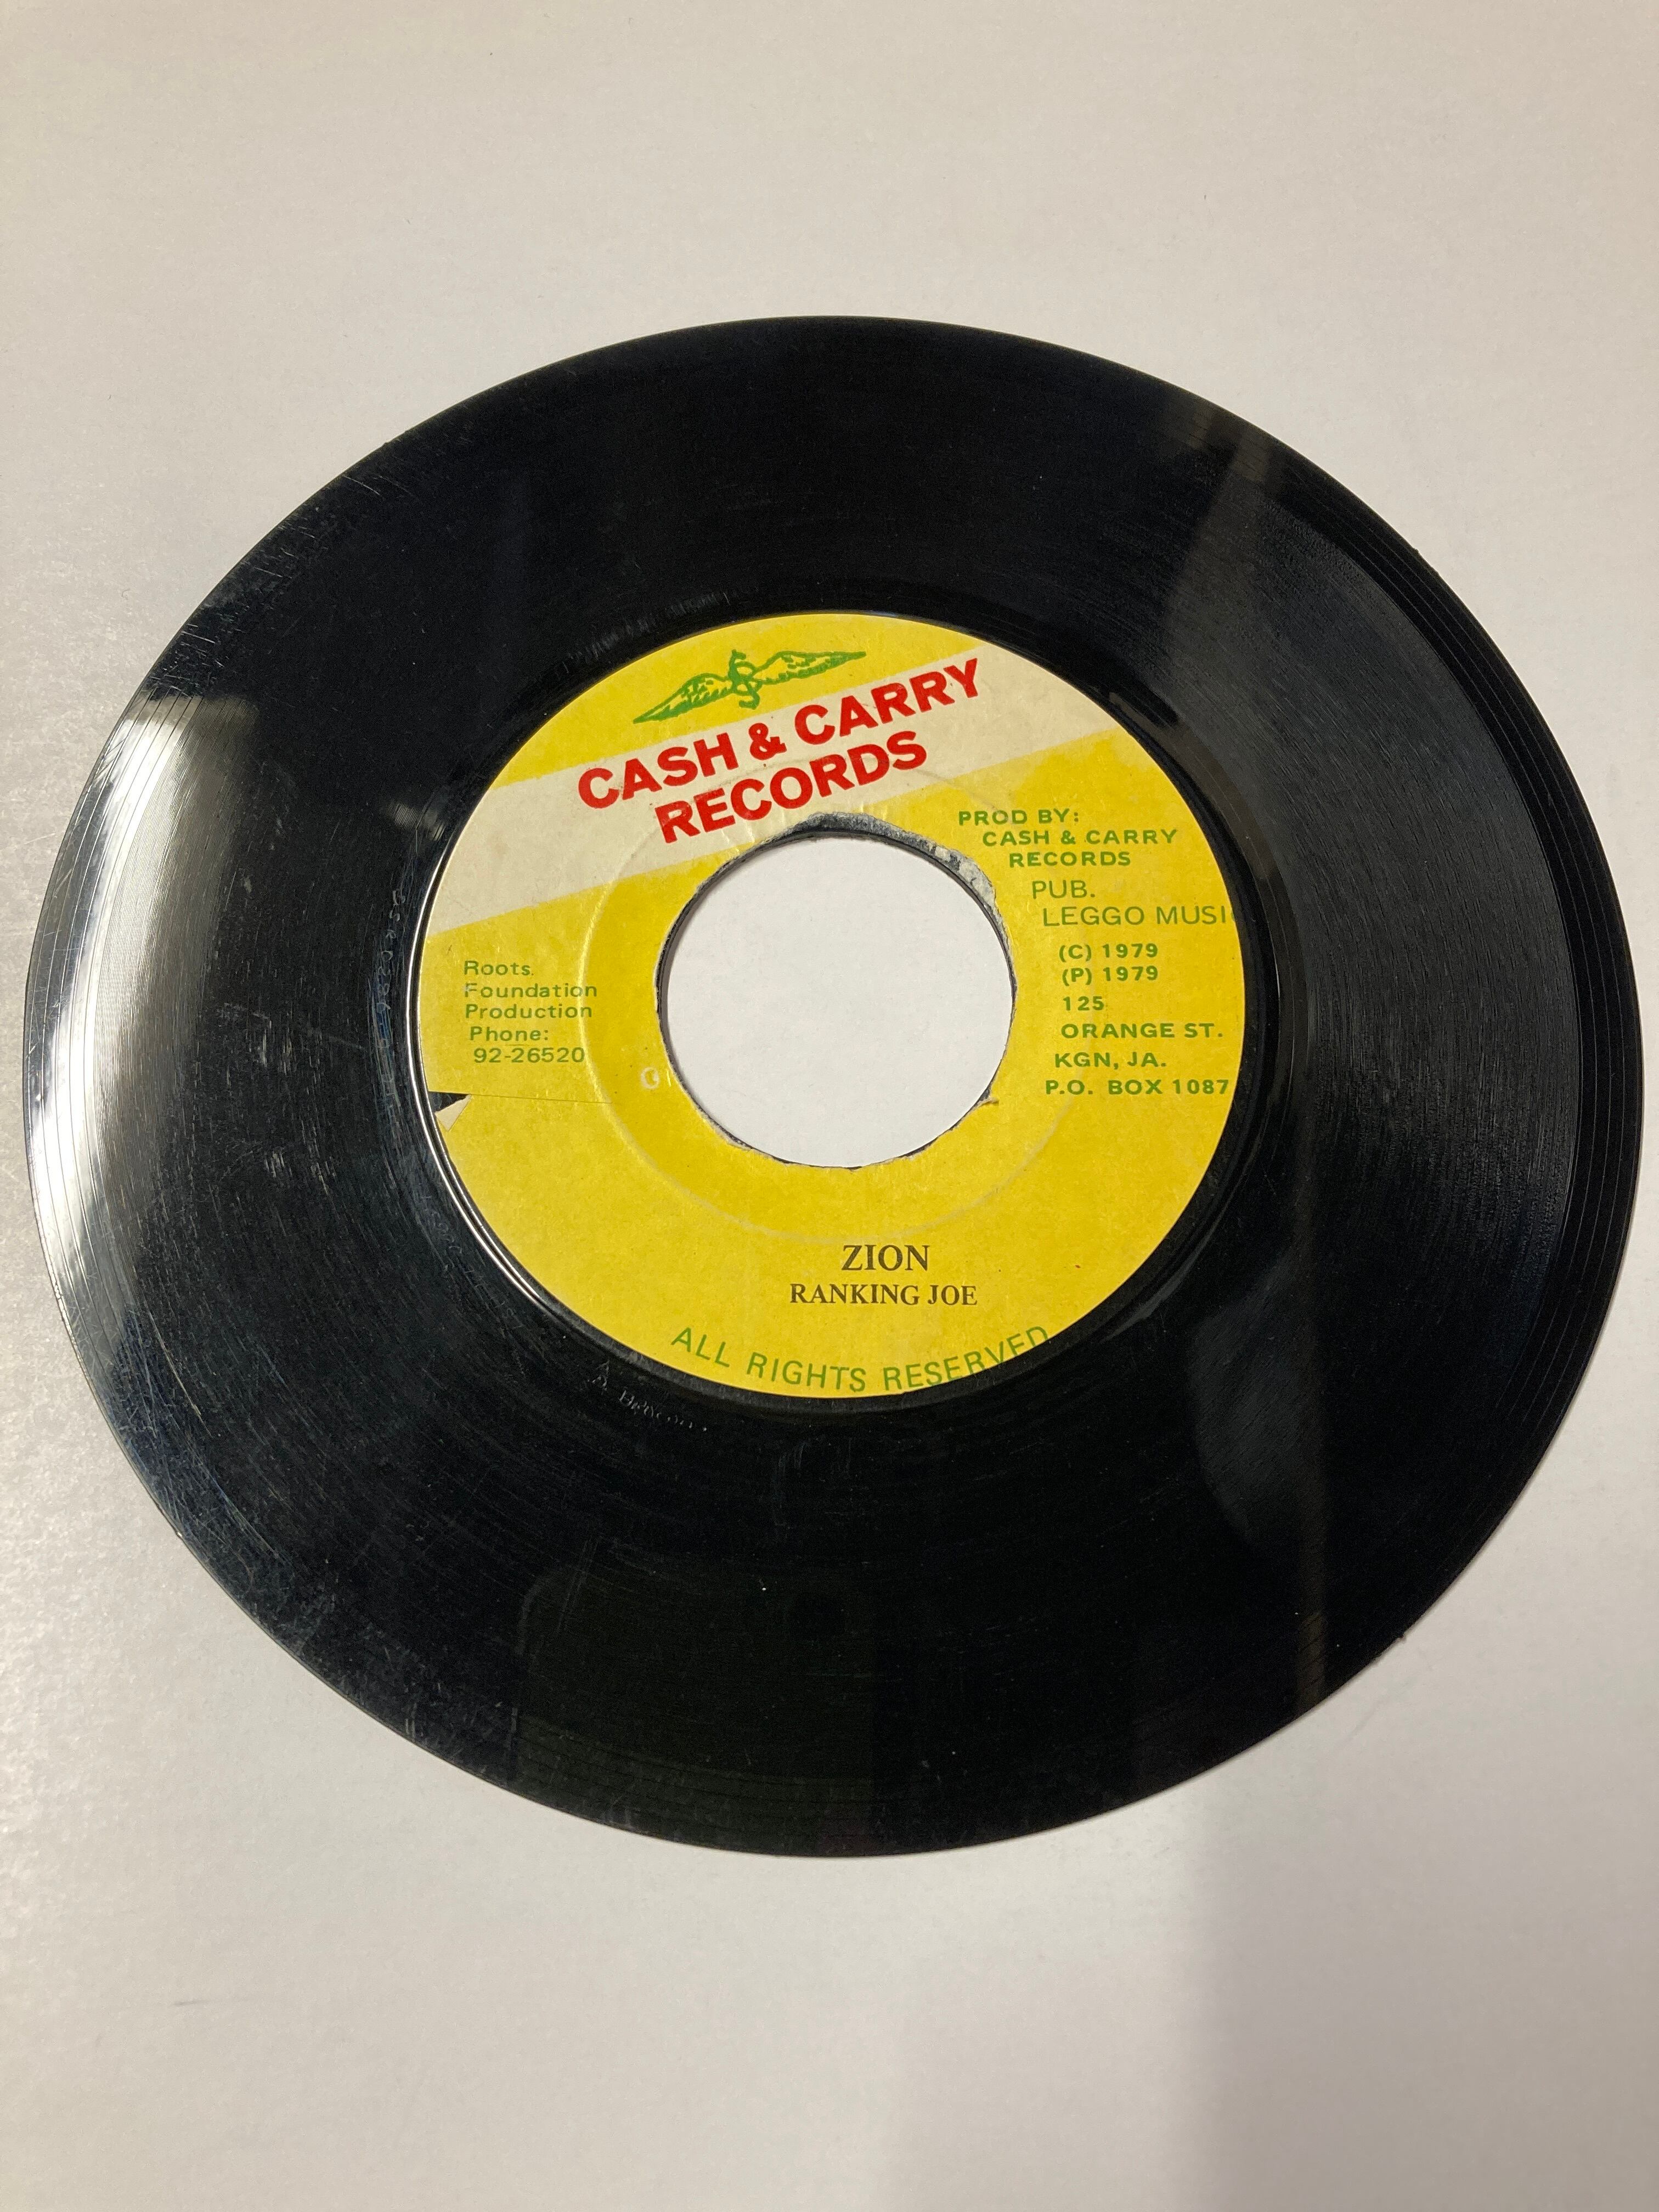 CASH & CARRY
RECORDS
PROD BY:
CASH & CARRY
RECORDS
PUB.
LEGGO MUSIC
(C) 1979
(P) 1979
125
ORANGE ST.
KGN, JA.
P.O. BOX 1087
Roots.
Foundation
Production
Phone:
92-26520
ZION
RANKING JOE
ALL RIGHTS RESERVED